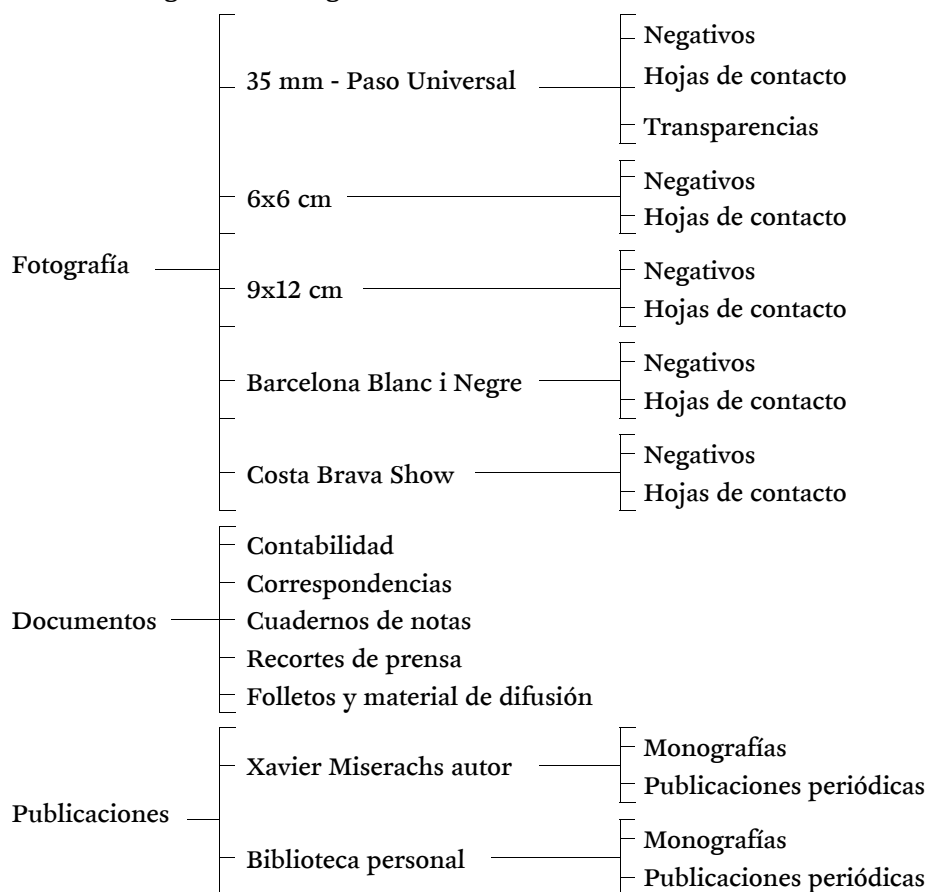 Negativos
35 mm - Paso Universal
Hojas de contacto
Transparencias
6x6 cm
Negativos
Hojas de contacto
Fotografía
9x12 cm
Negativos
Hojas de contacto
Barcelona Blanc i Negre
Negativos
Hojas de contacto
Costa Brava Show
Negativos
Hojas de contacto
Documentos
Contabilidad
Correspondencias
Cuadernos de notas
Recortes de prensa
Folletos y material de difusión
Publicaciones
Xavier Miserachs autor
Monografías
Publicaciones periódicas
Biblioteca personal
Monografías
Publicaciones periódicas